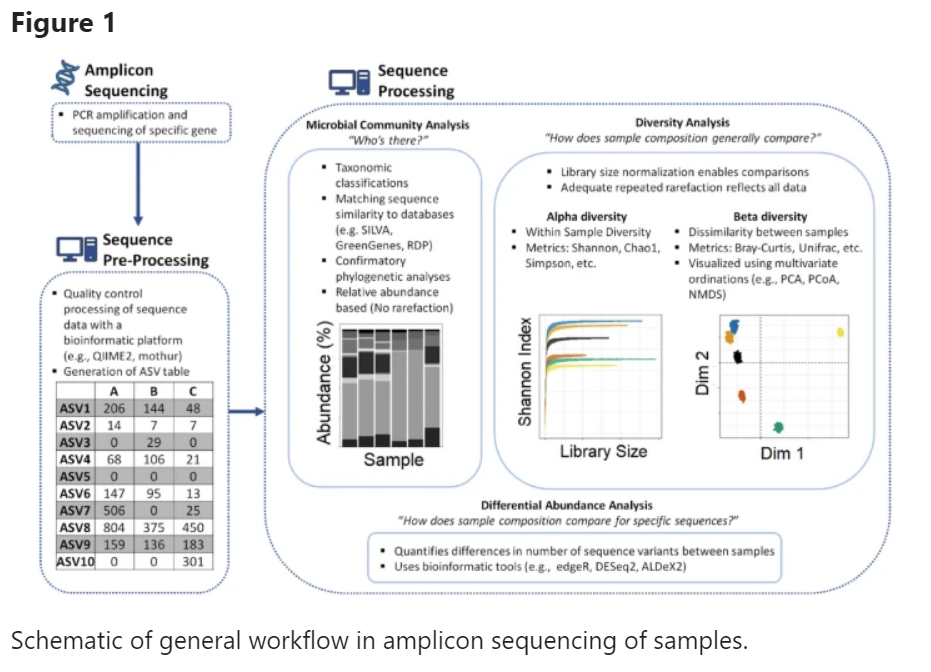 Figure 1
Amplicon
Sequencing
▪ PCR amplification and
sequencing of specific gene
Sequence
Pre-Processing
▪ Quality control
processing of sequence
data with a
bioinformatic platform
(e.g., QIIME2, mothur)
▪ Generation of ASV table
A B C
ASV1 206 144 48
ASV2 14 7 7
ASV3 0 29 0
ASV4 68 106 21
ASV5 0 0 0
ASV6 147 95 13
ASV7 506 0 25
ASV8 804 375 450
ASV9 159 136 183
ASV10 0 0 301
Sequence
Processing
Microbial Community Analysis
"Who's there?"
▪ Taxonomic
classifications
▪ Matching sequence
similarity to databases
(e.g. SILVA,
GreenGenes, RDP)
▪ Confirmatory
phylogenetic analyses
▪ Relative abundance
based (No rarefaction)
Abundance (%)
Sample
Diversity Analysis
"How does sample composition generally compare?"
▪ Library size normalization enables comparisons
▪ Adequate repeated rarefaction reflects all data
Alpha diversity
▪ Within Sample Diversity
▪ Metrics: Shannon, Chao1,
Simpson, etc.
Shannon Index
Library Size
Beta diversity
▪ Dissimilarity between samples
▪ Metrics: Bray-Curtis, Unifrac, etc.
▪ Visualized using multivariate
ordinations (e.g., PCA, PCoA,
NMDS)
Dim 2
Dim 1
Differential Abundance Analysis
"How does sample composition compare for specific sequences?"
▪ Quantifies differences in number of sequence variants between samples
▪ Uses bioinformatic tools (e.g., edgeR, DESeq2, ALDeX2)
Schematic of general workflow in amplicon sequencing of samples.